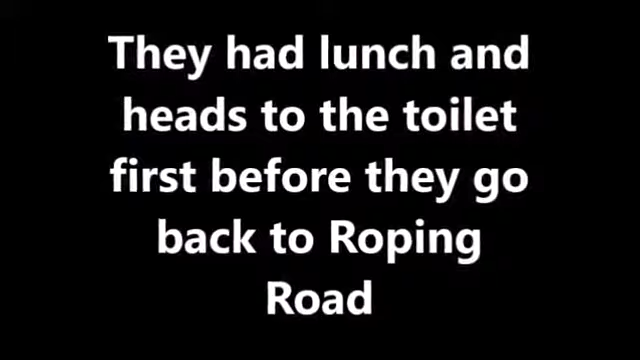 They had lunch and
heads to the toilet
first before they go
back to Roping
Road